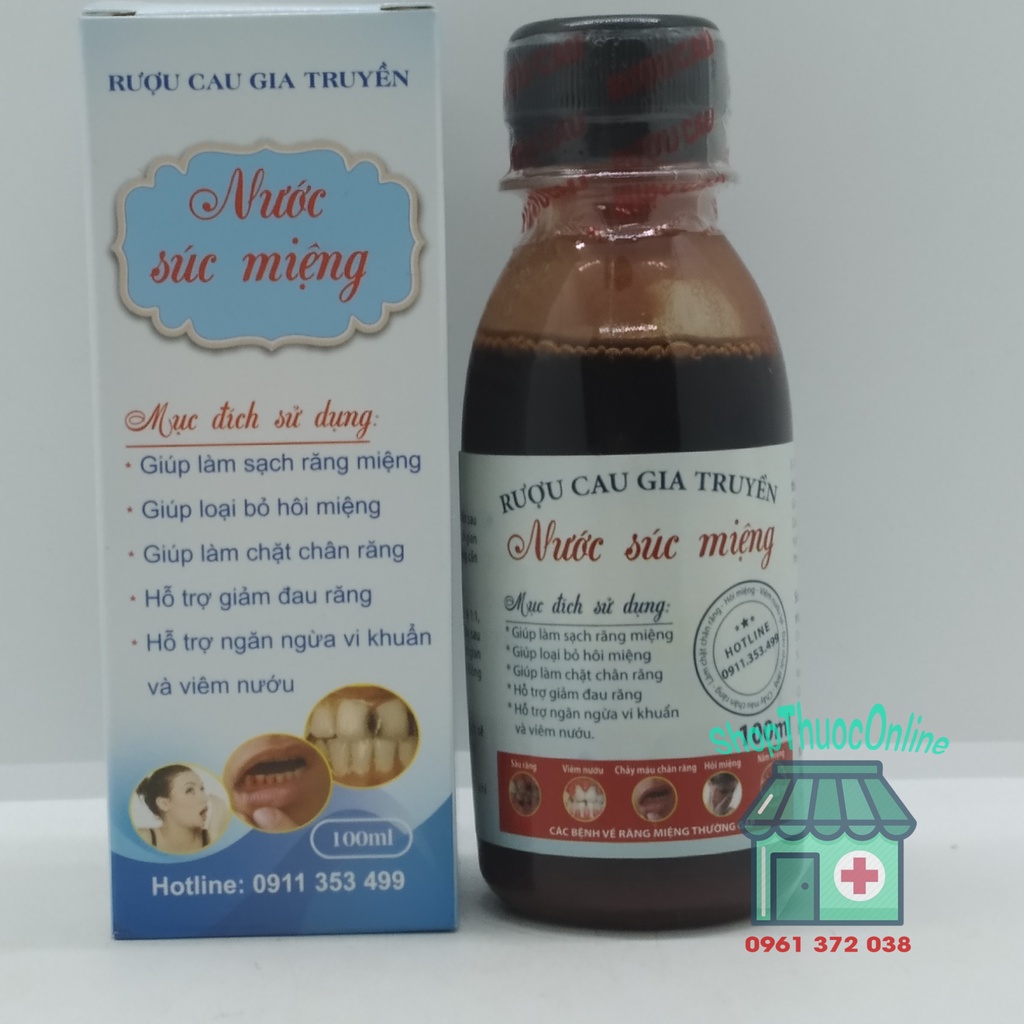 RƯỢU CAU GIA TRUYỀN
Nước
súc miệng
Mục đích sử dụng:
* Giúp làm sạch răng miệng
* Giúp loại bỏ hôi miệng
* Giúp làm chặt chân răng
* Hỗ trợ giảm đau răng
* Hỗ trợ ngăn ngừa vi khuẩn
và viêm nướu
100ml
Hotline: 0911 353 499
RƯỢU CAU GIA TRUYỀN
Nước súc miệng
Mục đích sử dụng:
* Giúp làm sạch răng miệng
* Giúp loại bỏ hôi miệng
* Giúp làm chặt chân răng
* Hỗ trợ giảm đau răng
* Hỗ trợ ngăn ngừa vi khuẩn
và viêm nướu.
HOTLINE
0911.353.499
100ml
Sâu răng Viêm nướu Chảy máu chân răng Hôi miệng
CÁC BỆNH VỀ RĂNG MIỆNG THƯỜNG
ShopThuocOnline
0961 372 038